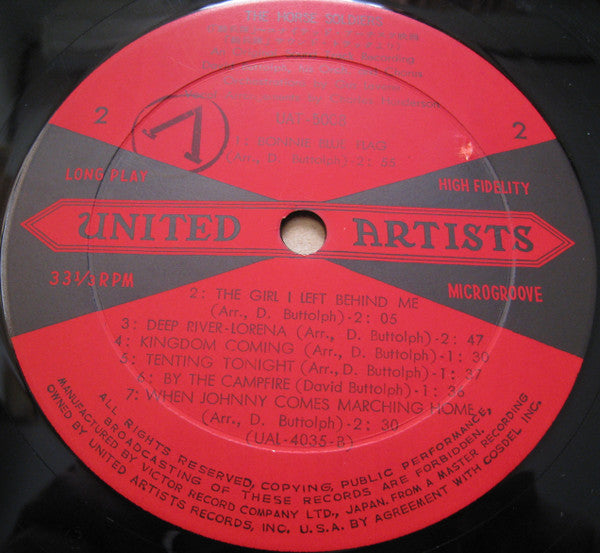 THE HORSE SOLDIERS
2
2
7
UAL-
1: BONNIE BLUE FLAG
(Arr., D. Buttolph)-2: 55
LONG PLAY
HIGH FIDELITY
UNITED ARTISTS
33 1/3 RPM
MICROGROOVE
2: THE GIRL I LEFT BEHIND ME
(Arr., D. Buttolph)-2: 05
3: DEEP RIVER-LORENA (Arr., D. Buttolph)-2: 47
4: KINGDOM COMING (Arr., D. Buttolph)-1: 30
5: TENTING TONIGHT (Arr., D. Buttolph)-1: 37
6: BY THE CAMPFIRE (David Buttolph)-1: 36
7: WHEN JOHNNY COMES MARCHING HOME
(Arr., D. Buttolph)-2: 30
(UAL-4035-B)
ALL RIGHTS RESERVED, COPYING, PUBLIC PERFORMANCE,
BROADCASTING OF THESE RECORDS ARE FORBIDDEN.
MANUFACTURED BY VICTOR RECORD COMPANY LTD., JAPAN. FROM A MASTER RECORDING
OWNED BY UNITED ARTISTS RECORDS, INC. U.S.A. BY AGREEMENT WITH COSDEL INC.